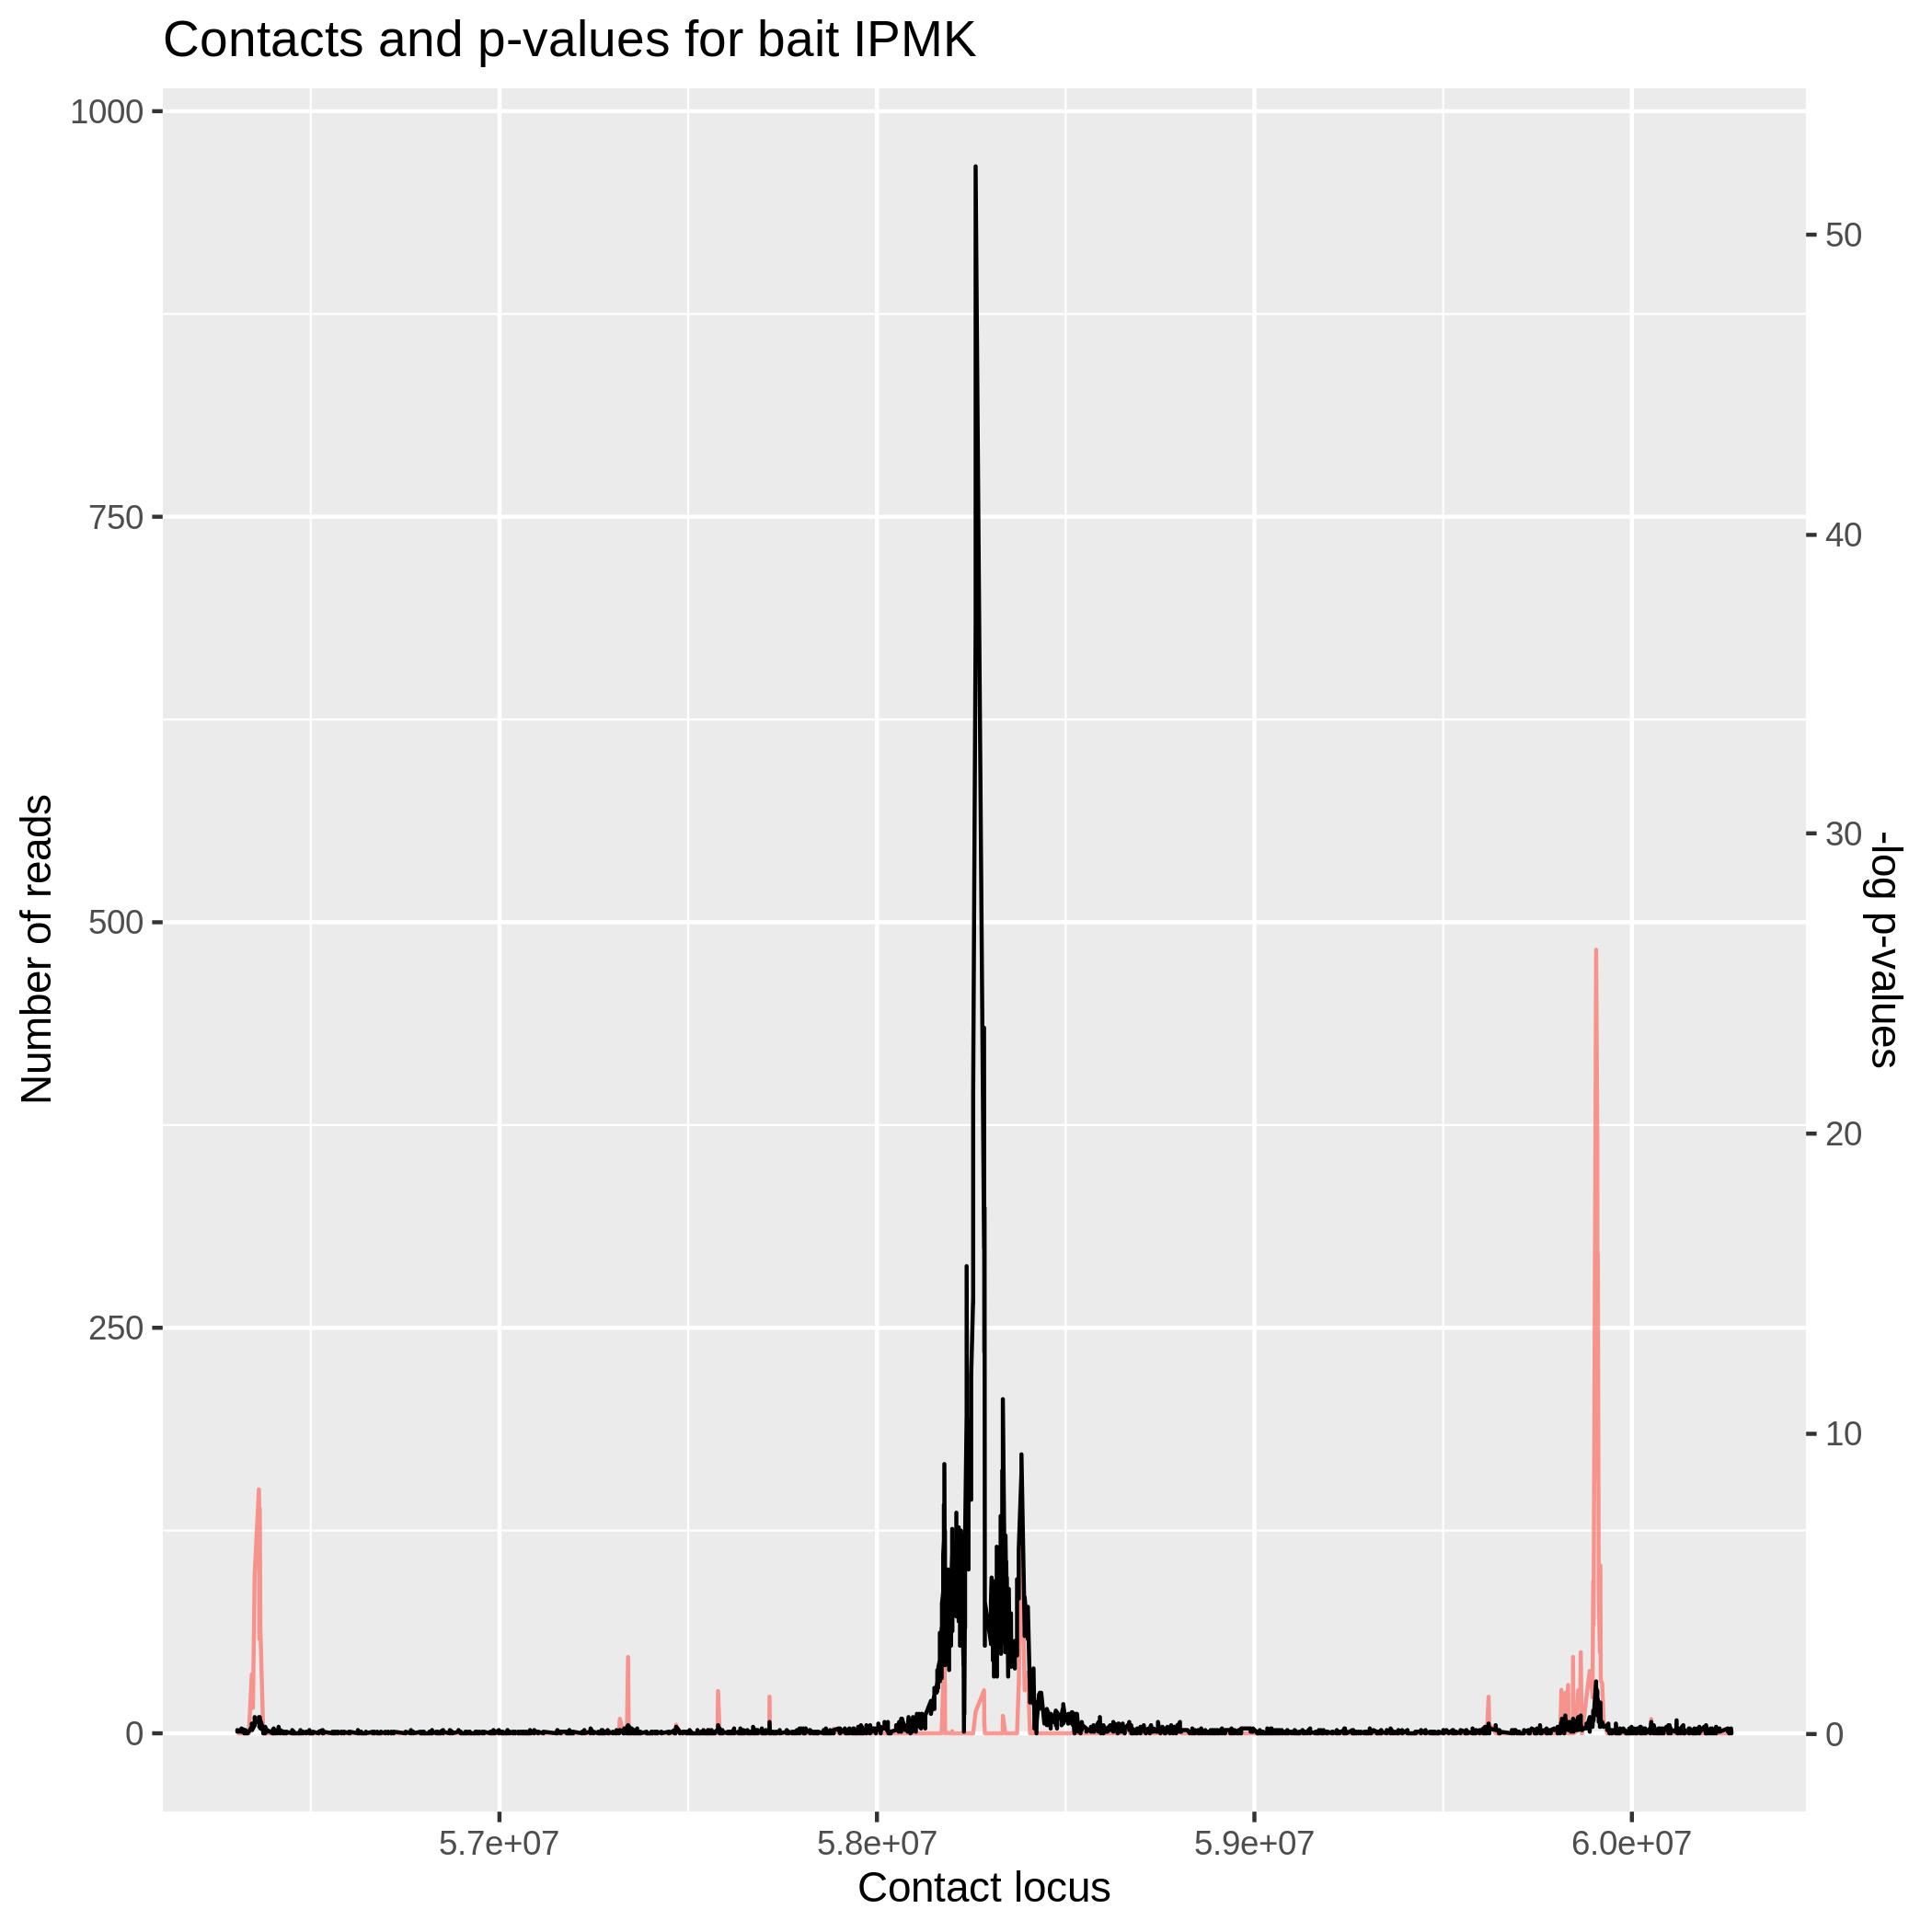 Contacts and p-values for bait IPMK
1000
750
500
250
0
Number of reads
50
40
30
20
10
0
-log p-values
5.7e+07
5.8e+07
5.9e+07
6.0e+07
Contact locus